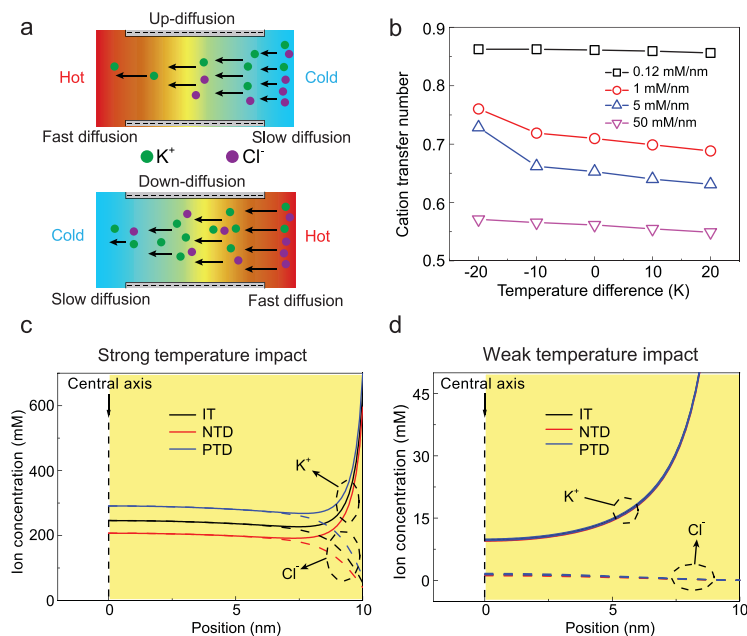 a
Up-diffusion
Hot
Cold
Fast diffusion
Slow diffusion
K+
Cl-
Down-diffusion
Cold
Hot
Slow diffusion
Fast diffusion
b
Cation transfer number
0.9
0.8
0.7
0.6
0.5
0.12 mM/nm
1 mM/nm
5 mM/nm
50 mM/nm
-20
-10
0
10
20
Temperature difference (K)
c
Strong temperature impact
Ion concentration (mM)
600
400
200
0
Central axis
IT
NTD
PTD
K+
Cl-
0
5
10
Position (nm)
d
Weak temperature impact
Ion concentration (mM)
45
30
15
0
Central axis
IT
NTD
PTD
K+
Cl-
0
5
10
Position (nm)